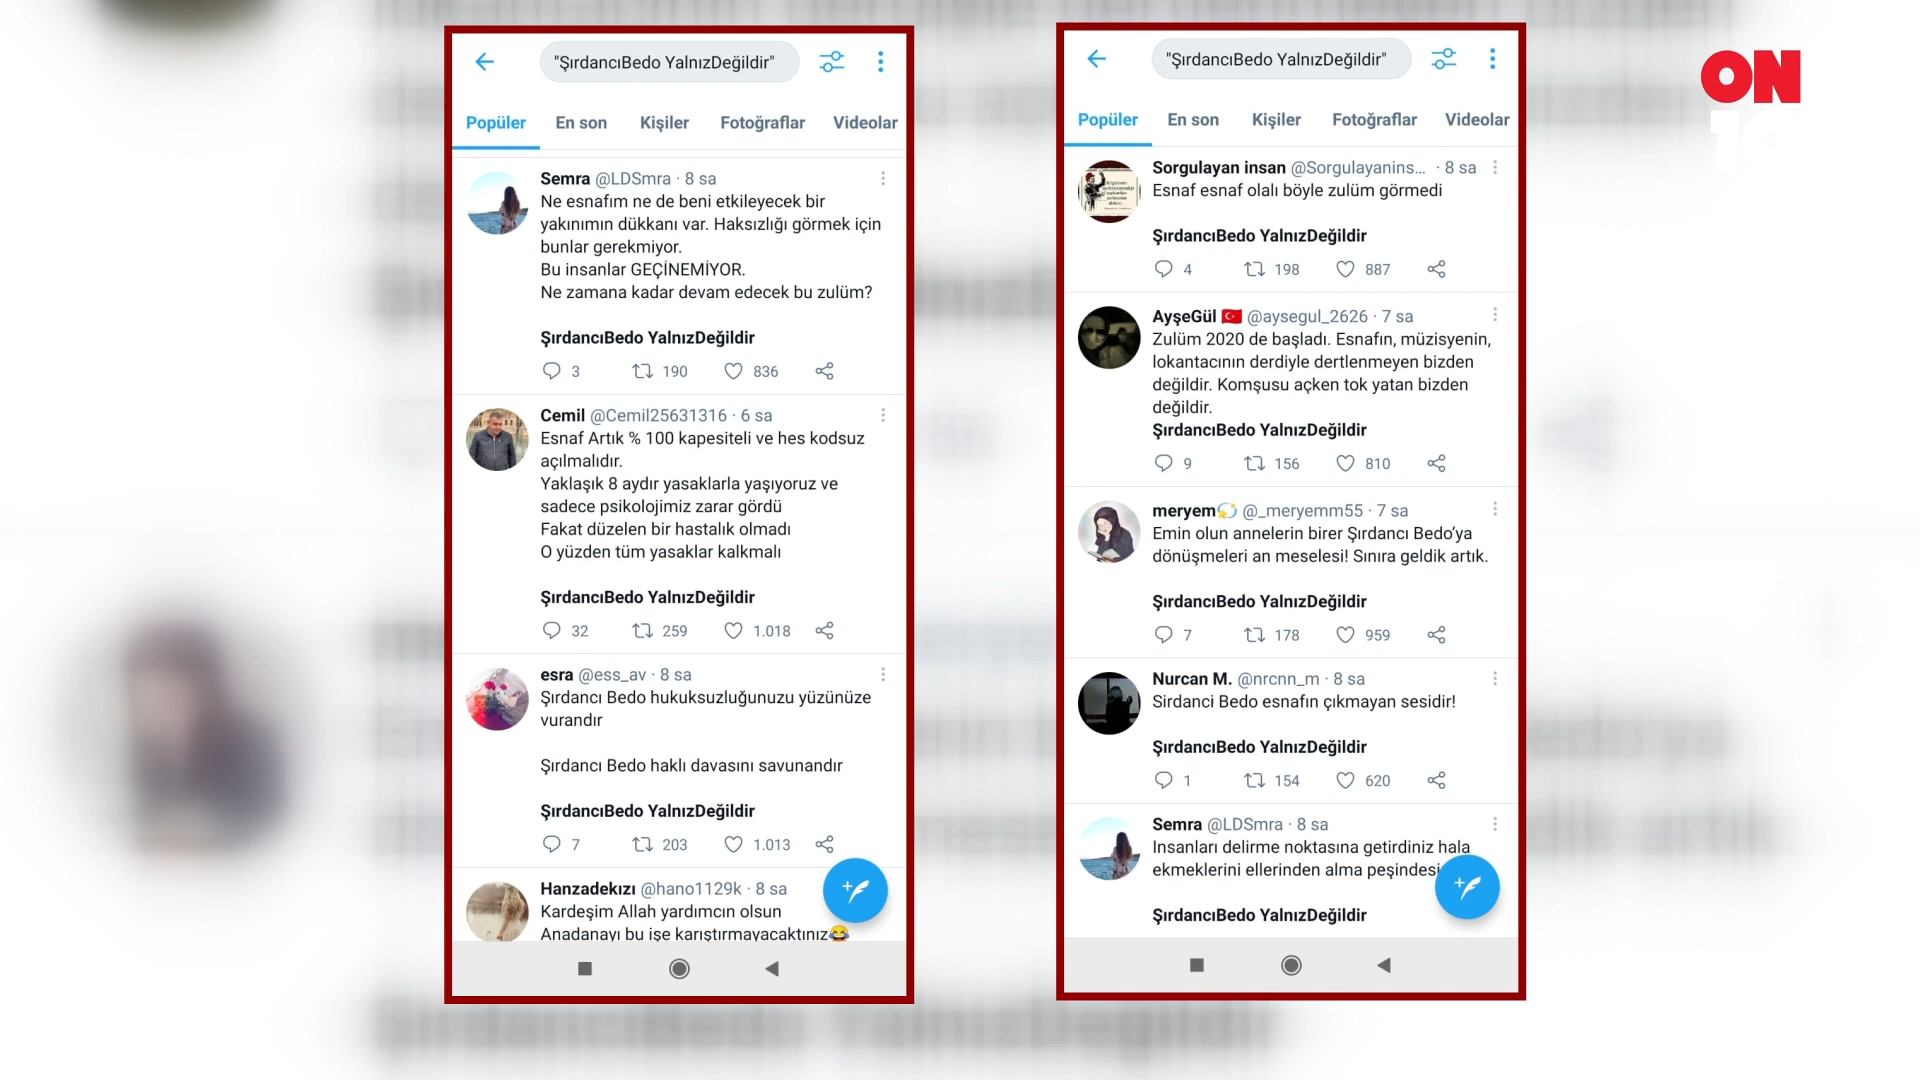 "ŞırdancıBedo YalnızDeğildir"
Popüler En son Kişiler Fotoğraflar Videolar
Semra @LDSmra · 8 sa
Ne esnafım ne de beni etkileyecek bir
yakınımın dükkanı var. Haksızlığı görmek için
bunlar gerekmiyor.
Bu insanlar GEÇİNEMİYOR.
Ne zamana kadar devam edecek bu zulüm?
ŞırdancıBedo YalnızDeğildir
3 190 836
Cemil @Cemil25631316 · 6 sa
Esnaf Artık % 100 kapesiteli ve hes kodsuz
açılmalıdır.
Yaklaşık 8 aydır yasaklarla yaşıyoruz ve
sadece psikolojimiz zarar gördü
Fakat düzelen bir hastalık olmadı
O yüzden tüm yasaklar kalkmalı
ŞırdancıBedo YalnızDeğildir
32 259 1.018
esra @ess_av · 8 sa
Şırdancı Bedo hukuksuzluğunuzu yüzünüze
vurandır
Şırdancı Bedo haklı davasını savunandır
ŞırdancıBedo YalnızDeğildir
7 203 1.013
Hanzadekızı @hano1129k · 8 sa
Kardeşim Allah yardımcın olsun
Anadanayı bu işe karıştırmayacaktınız😂
"ŞırdancıBedo YalnızDeğildir"
Popüler En son Kişiler Fotoğraflar Videolar
Sorgulayan insan @Sorgulayanins... · 8 sa
Esnaf esnaf olalı böyle zulüm görmedi
ŞırdancıBedo YalnızDeğildir
4 198 887
AyşeGül 🇹🇷 @aysegul_2626 · 7 sa
Zulüm 2020 de başladı. Esnafın, müzisyenin,
lokantacının derdiyle dertlenmeyen bizden
değildir. Komşusu açken tok yatan bizden
değildir.
ŞırdancıBedo YalnızDeğildir
9 156 810
meryem💫 @_meryemm55 · 7 sa
Emin olun annelerin birer Şırdancı Bedo’ya
dönüşmeleri an meselesi! Sınıra geldik artık.
ŞırdancıBedo YalnızDeğildir
7 178 959
Nurcan M. @nrcnn_m · 8 sa
Sirdanci Bedo esnafın çıkmayan sesidir!
ŞırdancıBedo YalnızDeğildir
1 154 620
Semra @LDSmra · 8 sa
Insanları delirme noktasına getirdiniz hala
ekmeklerini ellerinden alma peşindesi
ŞırdancıBedo YalnızDeğildir
ON